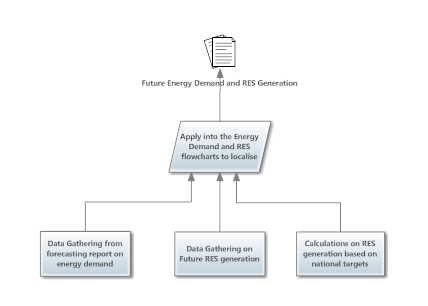 Future Energy Demand and RES Generation
Apply into the Energy
Demand and RES
flowcharts to localise
Data Gathering from
forecasting report on
energy demand
Data Gathering on
Future RES generation
Calculations on RES
generation based on
national targets